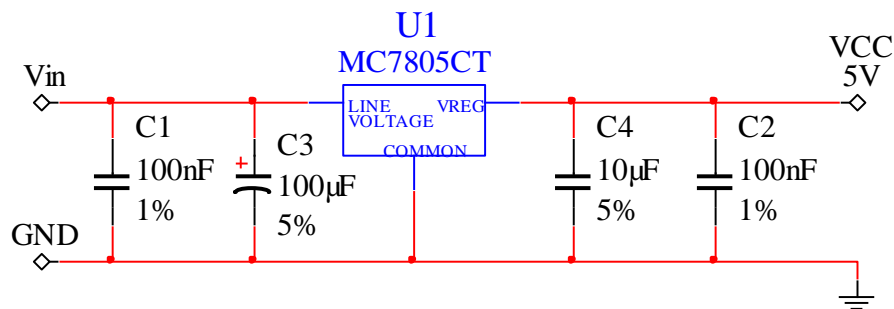 U1
MC7805CT
Vin
VCC
5V
LINE VREG
VOLTAGE
COMMON
C1
100nF
1%
+
C3
100µF
5%
C4
10µF
5%
C2
100nF
1%
GND